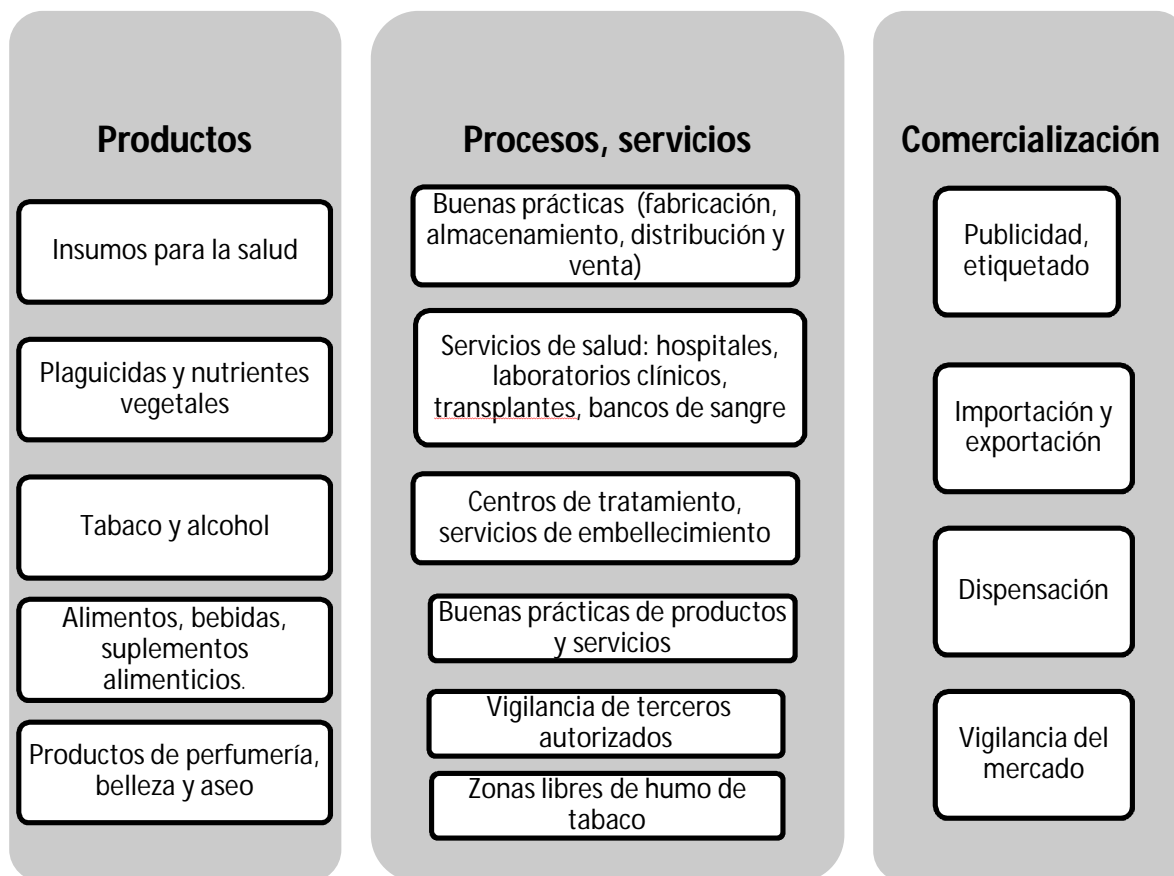 Productos
Insumos para la salud
Plaguicidas y nutrientes
vegetales
Tabaco y alcohol
Alimentos, bebidas,
suplementos
alimenticios.
Productos de perfumería,
belleza y aseo
Procesos, servicios
Buenas prácticas (fabricación,
almacenamiento, distribución y
venta)
Servicios de salud: hospitales,
laboratorios clínicos,
transplantes, bancos de sangre
Centros de tratamiento,
servicios de embellecimiento
Buenas prácticas de productos
y servicios
Vigilancia de terceros
autorizados
Zonas libres de humo de
tabaco
Comercialización
Publicidad,
etiquetado
Importación y
exportación
Dispensación
Vigilancia del
mercado